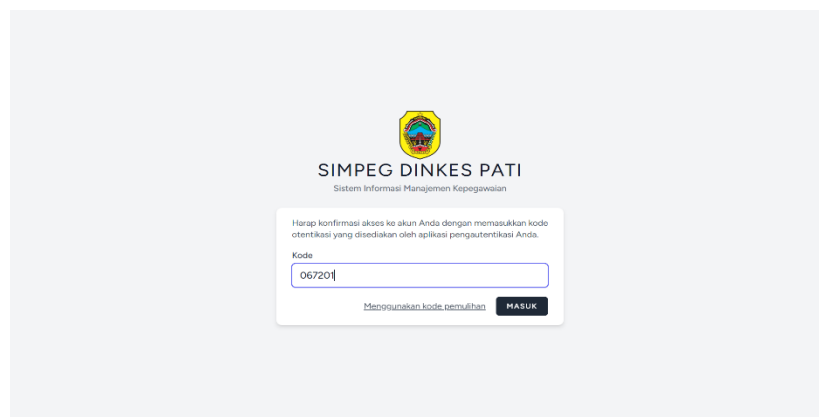 SIMPEG DINKES PATI
Sistem Informasi Manajemen Kepegawaian
Harap konfirmasi akses ke akun Anda dengan memasukkan kode
otentikasi yang disediakan oleh aplikasi pengautentikasi Anda.
Kode
067201
Menggunakan kode pemulihan MASUK